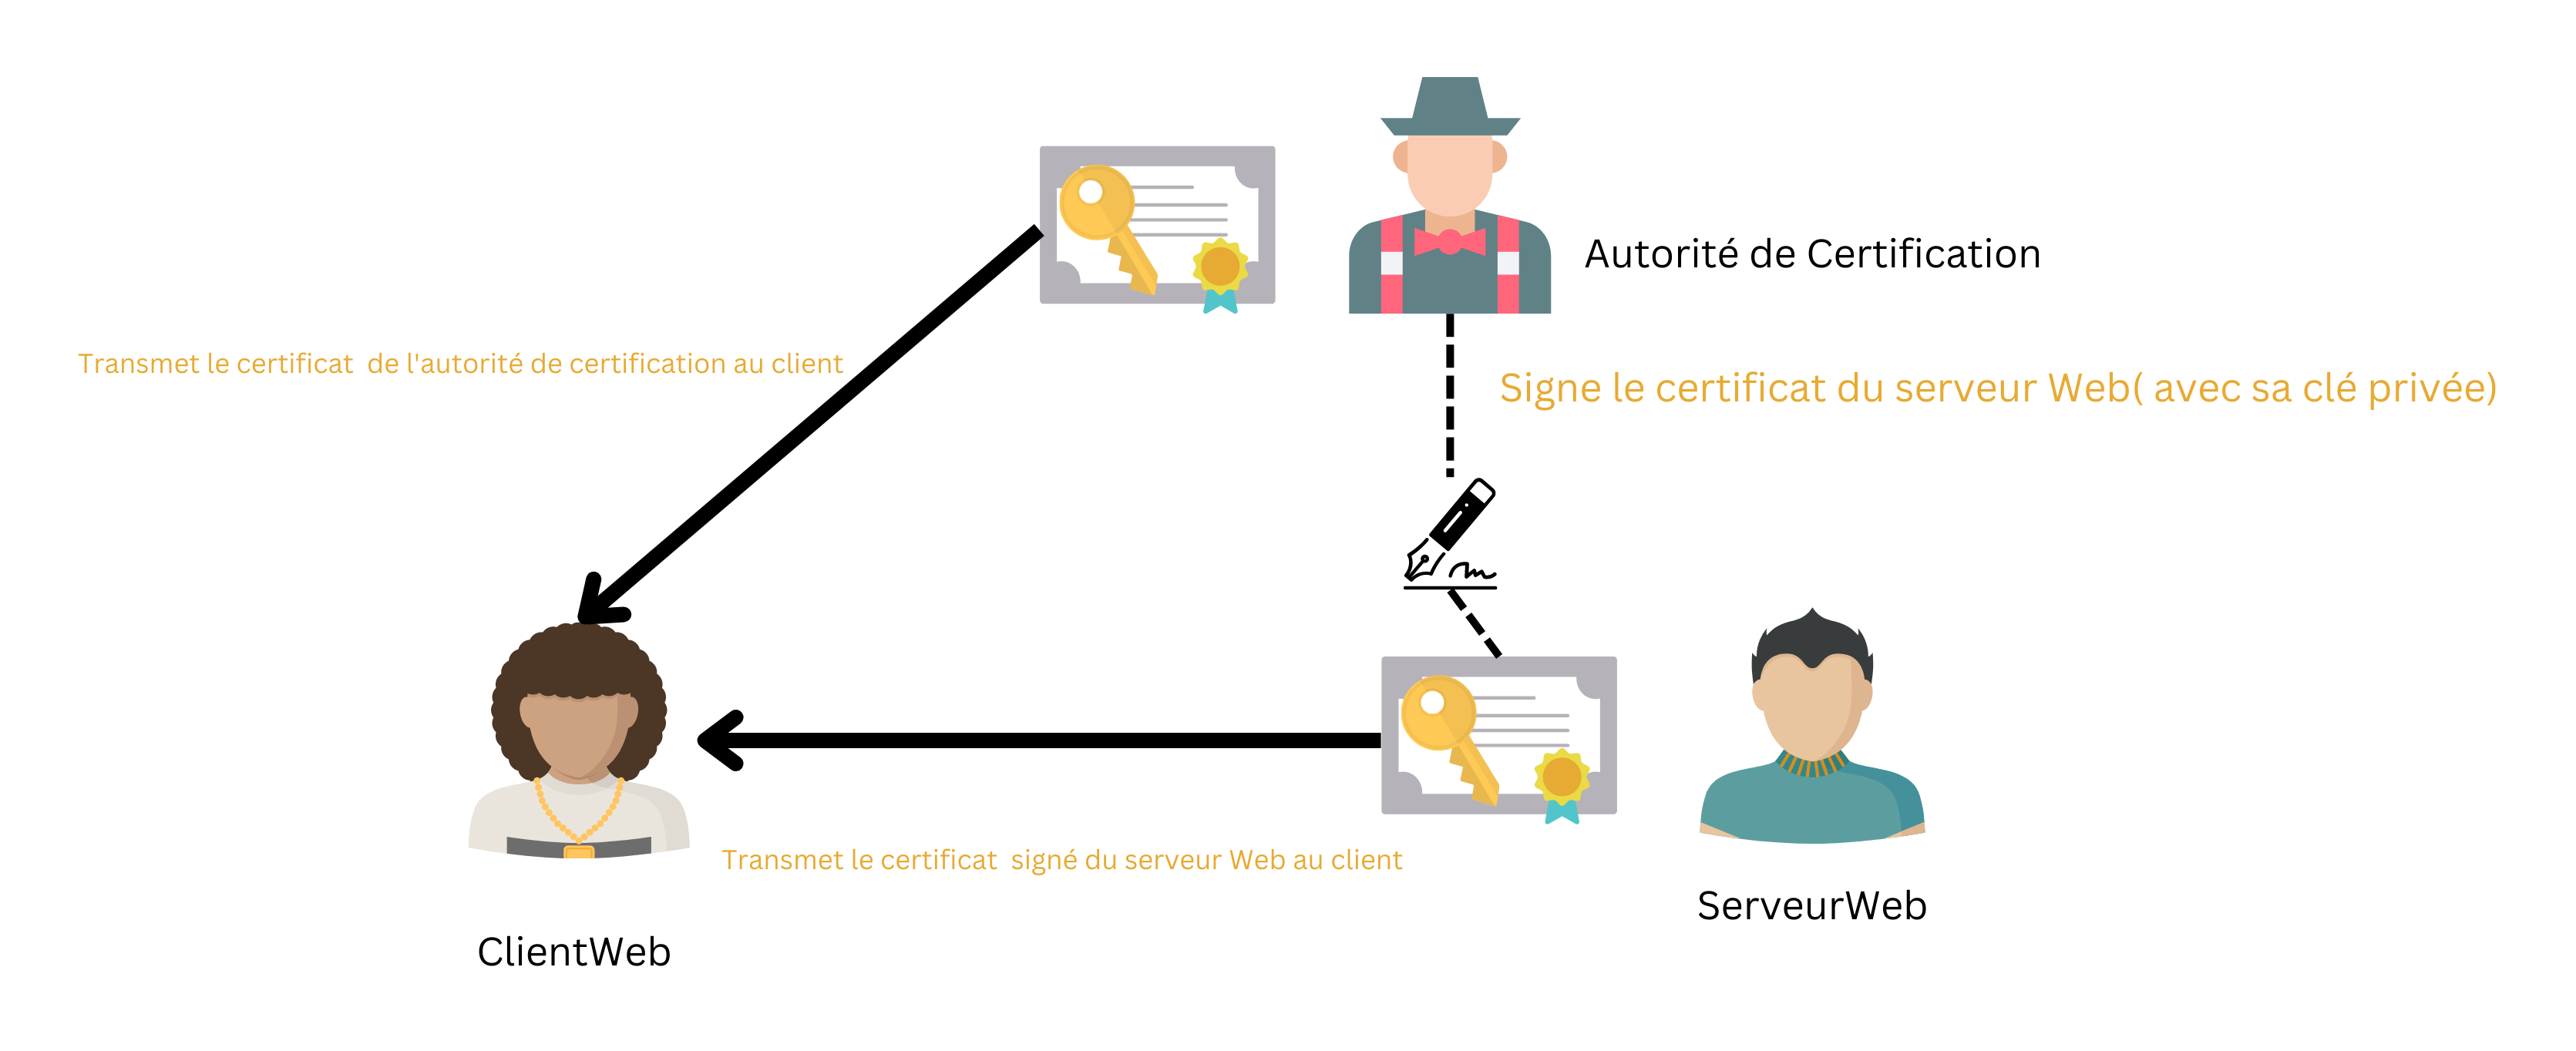 Autorité de Certification
Transmet le certificat  de l'autorité de certification au client
Signe le certificat du serveur Web( avec sa clé privée)
Transmet le certificat  signé du serveur Web au client
ServeurWeb
ClientWeb